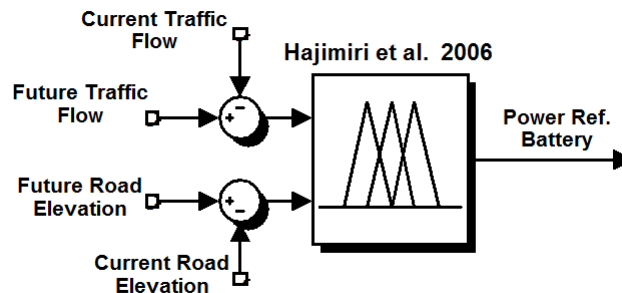 Current Traffic
Flow
Hajimiri et al. 2006
Future Traffic
Flow
Power Ref.
Battery
Future Road
Elevation
Current Road
Elevation